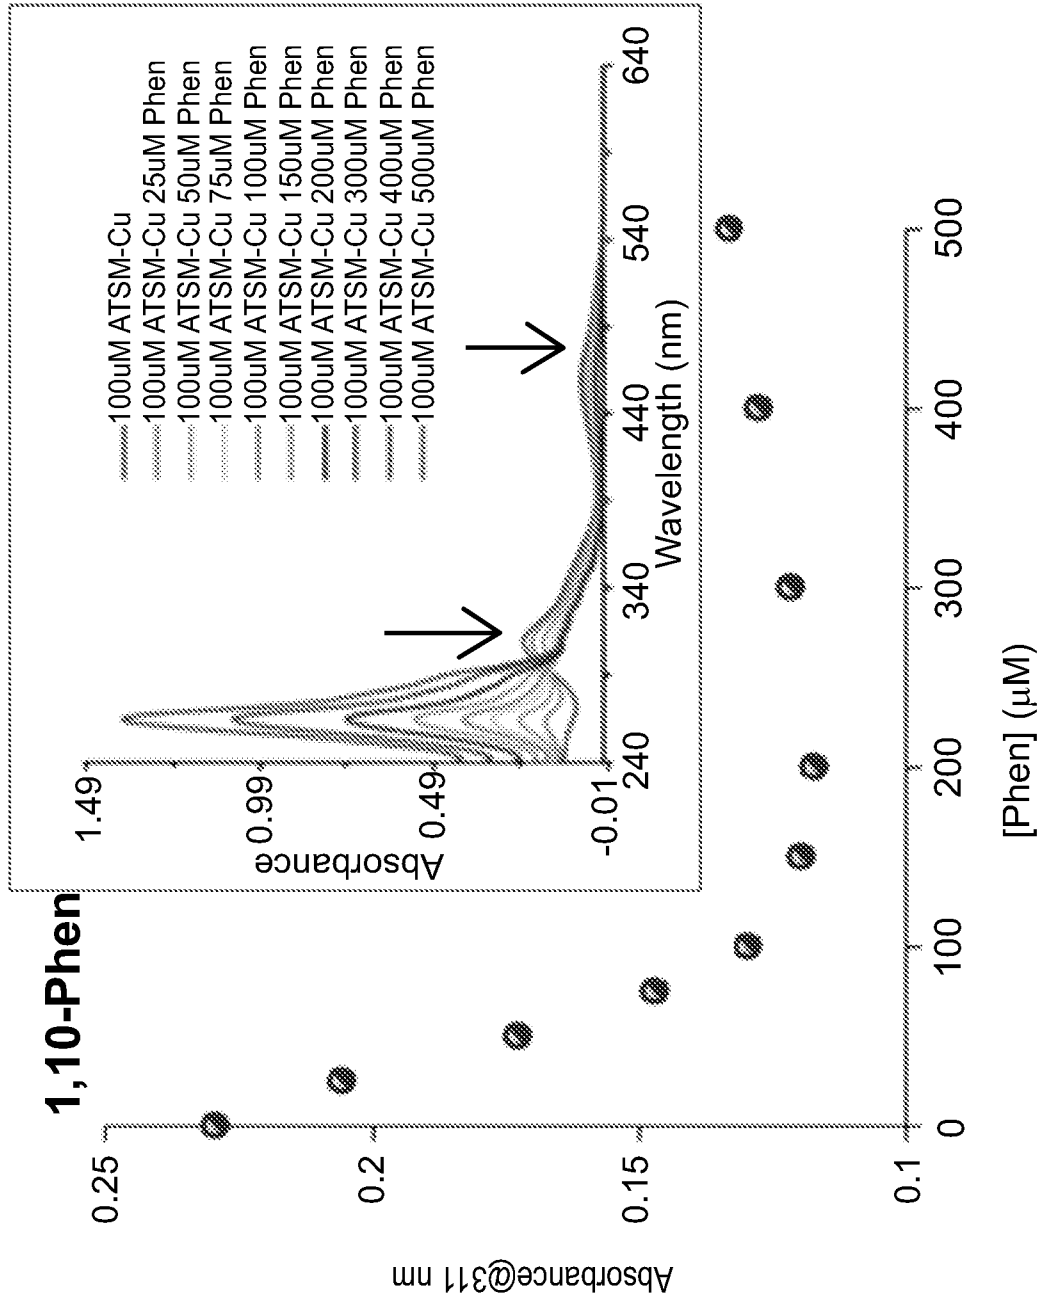 1,10-Phen
100uM ATSM-Cu
100uM ATSM-Cu 25uM Phen
100uM ATSM-Cu 50uM Phen
100uM ATSM-Cu 75uM Phen
100uM ATSM-Cu 100uM Phen
100uM ATSM-Cu 150uM Phen
100uM ATSM-Cu 200uM Phen
100uM ATSM-Cu 300uM Phen
100uM ATSM-Cu 400uM Phen
100uM ATSM-Cu 500uM Phen
Absorbance
1.49
0.99
0.49
-0.01
240
340
440
540
640
Wavelength (nm)
Absorbance@311 nm
0.25
0.2
0.15
0.1
0
100
200
300
400
500
[Phen] (μM)